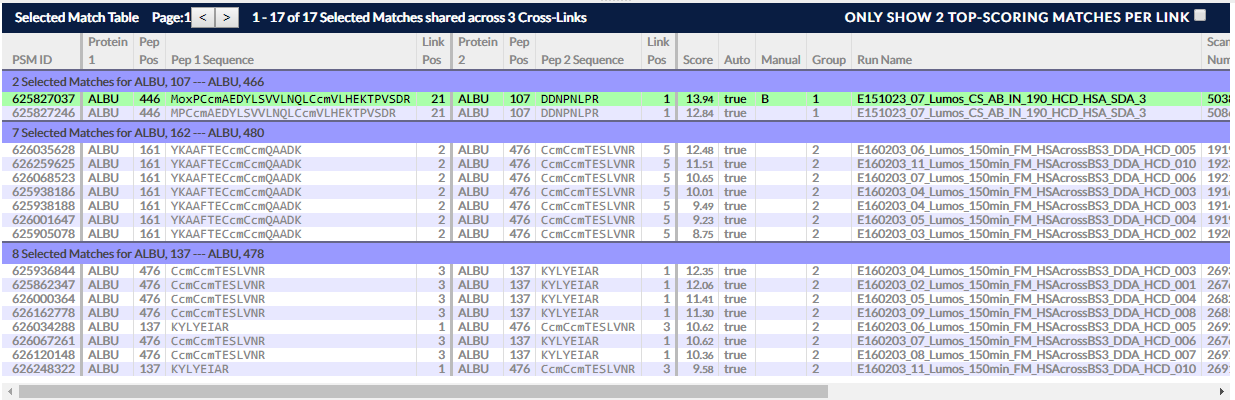 Selected Match Table Page:1 < > 1 - 17 of 17 Selected Matches shared across 3 Cross-Links ONLY SHOW 2 TOP-SCORING MATCHES PER LINK
Protein Pep Link Protein Pep Link Scan
PSM ID 1 Pos Pep 1 Sequence Pos 2 Pos Pep 2 Sequence Pos Score Auto Manual Group Run Name Num
2 Selected Matches for ALBU, 107 --- ALBU, 466
625827037 ALBU 446 MoxPCcmAEDYLSVVLNQLCcmVLHEKTPVSDR 21 ALBU 107 DDNPNLPR 1 13.94 true B 1 E151023_07_Lumos_CS_AB_IN_190_HCD_HSA_SDA_3 5038
625827246 ALBU 446 MPCcmAEDYLSVVLNQLCcmVLHEKTPVSDR 21 ALBU 107 DDNPNLPR 1 12.84 true 1 E151023_07_Lumos_CS_AB_IN_190_HCD_HSA_SDA_3 5086
7 Selected Matches for ALBU, 162 --- ALBU, 480
626035628 ALBU 161 YKAAFTECcmCcmQAADK 2 ALBU 476 CcmCcmTESLVNR 5 12.48 true 2 E160203_06_Lumos_150min_FM_HSAcrossBS3_DDA_HCD_005 1919
626259625 ALBU 161 YKAAFTECcmCcmQAADK 2 ALBU 476 CcmCcmTESLVNR 5 11.51 true 2 E160203_11_Lumos_150min_FM_HSAcrossBS3_DDA_HCD_010 1923
626068523 ALBU 161 YKAAFTECcmCcmQAADK 2 ALBU 476 CcmCcmTESLVNR 5 10.65 true 2 E160203_07_Lumos_150min_FM_HSAcrossBS3_DDA_HCD_006 1921
625938186 ALBU 161 YKAAFTECcmCcmQAADK 2 ALBU 476 CcmCcmTESLVNR 5 10.01 true 2 E160203_04_Lumos_150min_FM_HSAcrossBS3_DDA_HCD_003 1916
625938188 ALBU 161 YKAAFTECcmCcmQAADK 2 ALBU 476 CcmCcmTESLVNR 5 9.49 true 2 E160203_04_Lumos_150min_FM_HSAcrossBS3_DDA_HCD_003 1914
626001647 ALBU 161 YKAAFTECcmCcmQAADK 2 ALBU 476 CcmCcmTESLVNR 5 9.23 true 2 E160203_05_Lumos_150min_FM_HSAcrossBS3_DDA_HCD_004 1919
625905078 ALBU 161 YKAAFTECcmCcmQAADK 2 ALBU 476 CcmCcmTESLVNR 5 8.75 true 2 E160203_03_Lumos_150min_FM_HSAcrossBS3_DDA_HCD_002 1920
8 Selected Matches for ALBU, 137 --- ALBU, 478
625936844 ALBU 476 CcmCcmTESLVNR 3 ALBU 137 KYLYEIAR 1 12.35 true 2 E160203_04_Lumos_150min_FM_HSAcrossBS3_DDA_HCD_003 2693
625862347 ALBU 476 CcmCcmTESLVNR 3 ALBU 137 KYLYEIAR 1 12.06 true 2 E160203_02_Lumos_150min_FM_HSAcrossBS3_DDA_HCD_001 2676
626000364 ALBU 476 CcmCcmTESLVNR 3 ALBU 137 KYLYEIAR 1 11.41 true 2 E160203_05_Lumos_150min_FM_HSAcrossBS3_DDA_HCD_004 2682
626162778 ALBU 476 CcmCcmTESLVNR 3 ALBU 137 KYLYEIAR 1 11.30 true 2 E160203_09_Lumos_150min_FM_HSAcrossBS3_DDA_HCD_008 2685
626034288 ALBU 137 KYLYEIAR 1 ALBU 476 CcmCcmTESLVNR 3 10.62 true 2 E160203_06_Lumos_150min_FM_HSAcrossBS3_DDA_HCD_005 2692
626067261 ALBU 476 CcmCcmTESLVNR 3 ALBU 137 KYLYEIAR 1 10.62 true 2 E160203_07_Lumos_150min_FM_HSAcrossBS3_DDA_HCD_006 2697
626120148 ALBU 476 CcmCcmTESLVNR 3 ALBU 137 KYLYEIAR 1 10.36 true 2 E160203_08_Lumos_150min_FM_HSAcrossBS3_DDA_HCD_007 2697
626248322 ALBU 137 KYLYEIAR 1 ALBU 476 CcmCcmTESLVNR 3 9.58 true 2 E160203_11_Lumos_150min_FM_HSAcrossBS3_DDA_HCD_010 2691